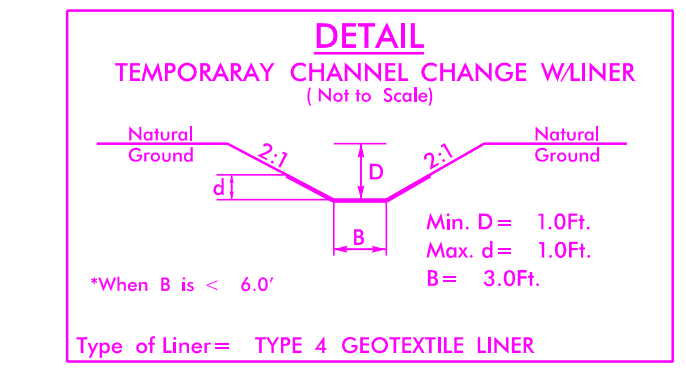 DETAIL
TEMPORARAY CHANNEL CHANGE W/LINER
( Not to Scale)
Natural
Ground
2:1
D
2:1
Natural
Ground
d
B
Min. D= 1.0Ft.
Max. d= 1.0Ft.
B= 3.0Ft.
*When B is < 6.0'
Type of Liner= TYPE 4 GEOTEXTILE LINER